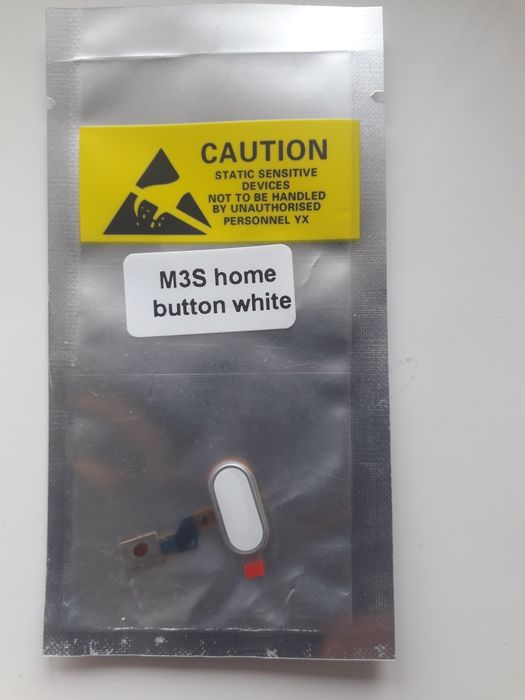 CAUTION
STATIC SENSITIVE
DEVICES
NOT TO BE HANDLED
BY UNAUTHORISED
PERSONNEL YX
M3S home
button white